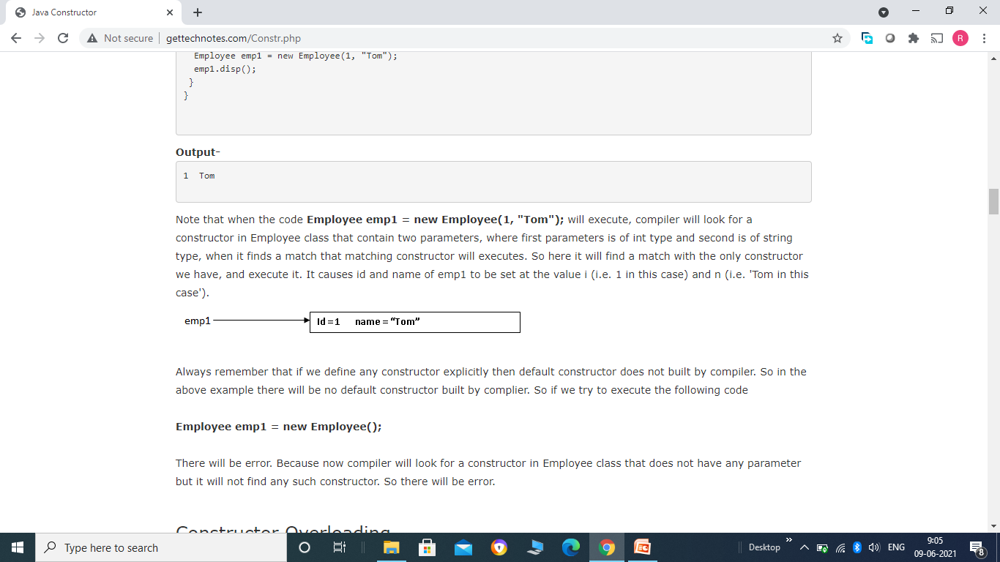 Java Constructor
Not secure
gettechnotes.com/Constr.php
R
Employee emp1 = new Employee(1, "Tom");
emp1.disp();
}
}
Output-
1 Tom
Note that when the code Employee emp1 = new Employee(1, "Tom"); will execute, compiler will look for a
constructor in Employee class that contain two parameters, where first parameters is of int type and second is of string
type, when it finds a match that matching constructor will executes. So here it will find a match with the only constructor
we have, and execute it. It causes id and name of emp1 to be set at the value i (i.e. 1 in this case) and n (i.e. 'Tom in this
case').
emp1
Id = 1 name = “Tom”
Always remember that if we define any constructor explicitly then default constructor does not built by compiler. So in the
above example there will be no default constructor built by complier. So if we try to execute the following code
Employee emp1 = new Employee();
There will be error. Because now compiler will look for a constructor in Employee class that does not have any parameter
but it will not find any such constructor. So there will be error.
Constructor Overloading
Type here to search
Desktop
ENG
9:05
09-06-2021
8